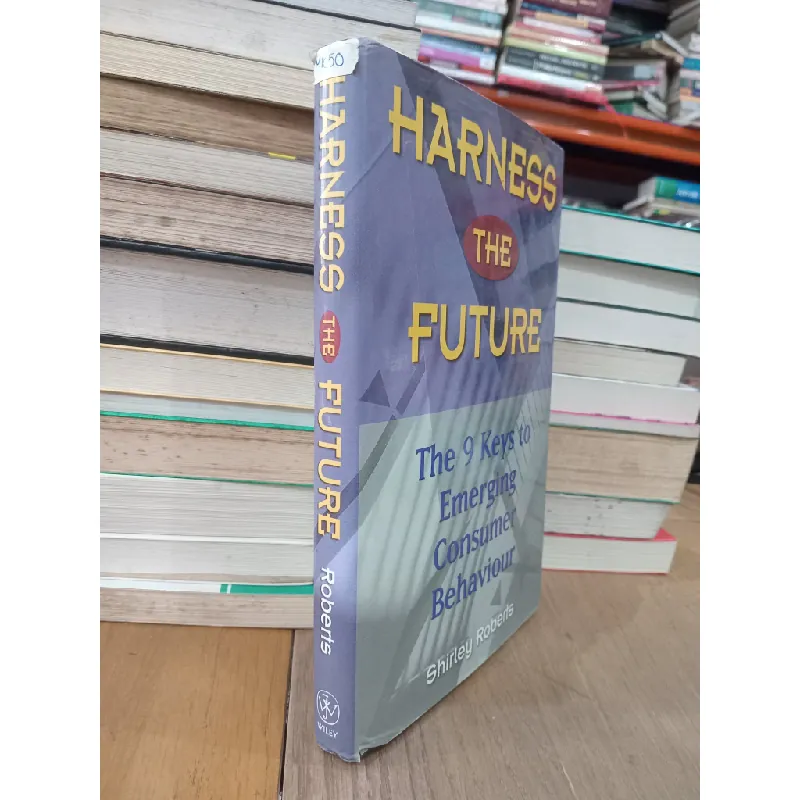 HARNESS
THE
FUTURE
The 9 Keys to
Emerging
Consumer
Behaviour
Shirley Roberts
HARNESS THE FUTURE
Roberts
WILEY